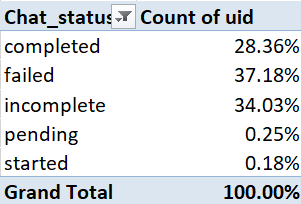 Chat_status Count of uid
completed 28.36%
failed 37.18%
incomplete 34.03%
pending 0.25%
started 0.18%
Grand Total 100.00%